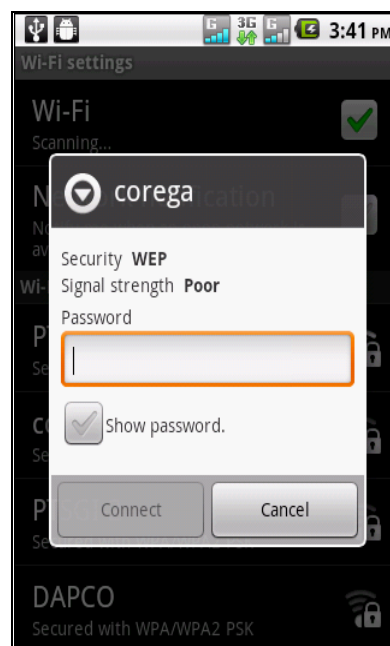 G 3G G 3:41 PM
Wi-Fi settings
Wi-Fi
Scanning...
corega
Security WEP
Signal strength Poor
Password
Show password.
Connect Cancel
DAPCO
Secured with WPA/WPA2 PSK